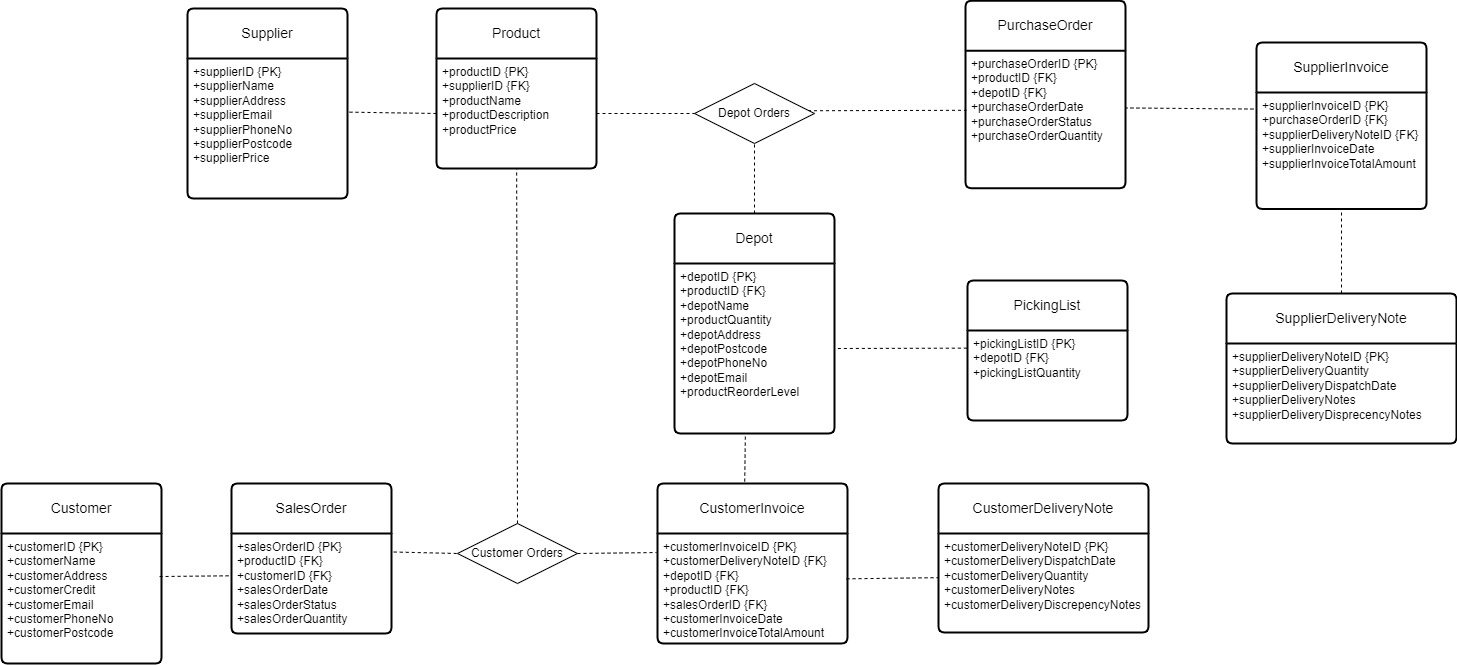 Supplier
+supplierID {PK}
+supplierName
+supplierAddress
+supplierEmail
+supplierPhoneNo
+supplierPostcode
+supplierPrice
Product
+productID {PK}
+supplierID {FK}
+productName
+productDescription
+productPrice
Depot Orders
PurchaseOrder
+purchaseOrderID {PK}
+productID {FK}
+depotID {FK}
+purchaseOrderDate
+purchaseOrderStatus
+purchaseOrderQuantity
SupplierInvoice
+supplierInvoiceID {PK}
+purchaseOrderID {FK}
+supplierDeliveryNoteID {FK}
+supplierInvoiceDate
+supplierInvoiceTotalAmount
Depot
+depotID {PK}
+productID {FK}
+depotName
+productQuantity
+depotAddress
+depotPostcode
+depotPhoneNo
+depotEmail
+productReorderLevel
PickingList
+pickingListID {PK}
+depotID {FK}
+pickingListQuantity
SupplierDeliveryNote
+supplierDeliveryNoteID {PK}
+supplierDeliveryQuantity
+supplierDeliveryDispatchDate
+supplierDeliveryNotes
+supplierDeliveryDisprecencyNotes
Customer
+customerID {PK}
+customerName
+customerAddress
+customerCredit
+customerEmail
+customerPhoneNo
+customerPostcode
SalesOrder
+salesOrderID {PK}
+productID {FK}
+customerID {FK}
+salesOrderDate
+salesOrderStatus
+salesOrderQuantity
Customer Orders
CustomerInvoice
+customerInvoiceID {PK}
+customerDeliveryNoteID {FK}
+depotID {FK}
+productID {FK}
+salesOrderID {FK}
+customerInvoiceDate
+customerInvoiceTotalAmount
CustomerDeliveryNote
+customerDeliveryNoteID {PK}
+customerDeliveryDispatchDate
+customerDeliveryQuantity
+customerDeliveryNotes
+customerDeliveryDiscrepencyNotes